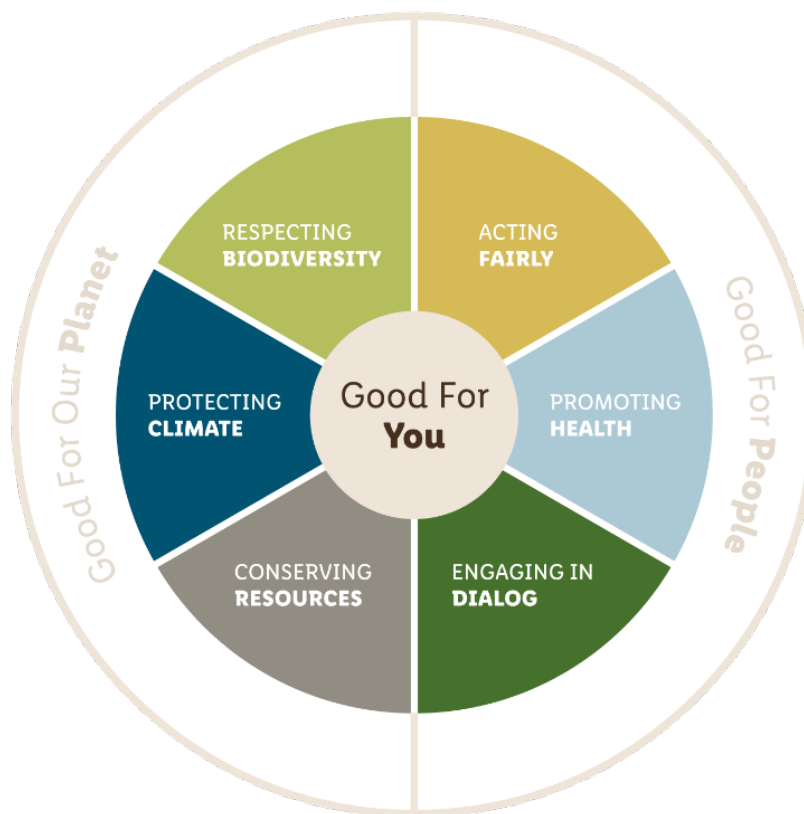 RESPECTING
BIODIVERSITY
ACTING
FAIRLY
Good For Our Planet
PROTECTING
CLIMATE
Good For
You
PROMOTING
HEALTH
Good For People
CONSERVING
RESOURCES
ENGAGING IN
DIALOG